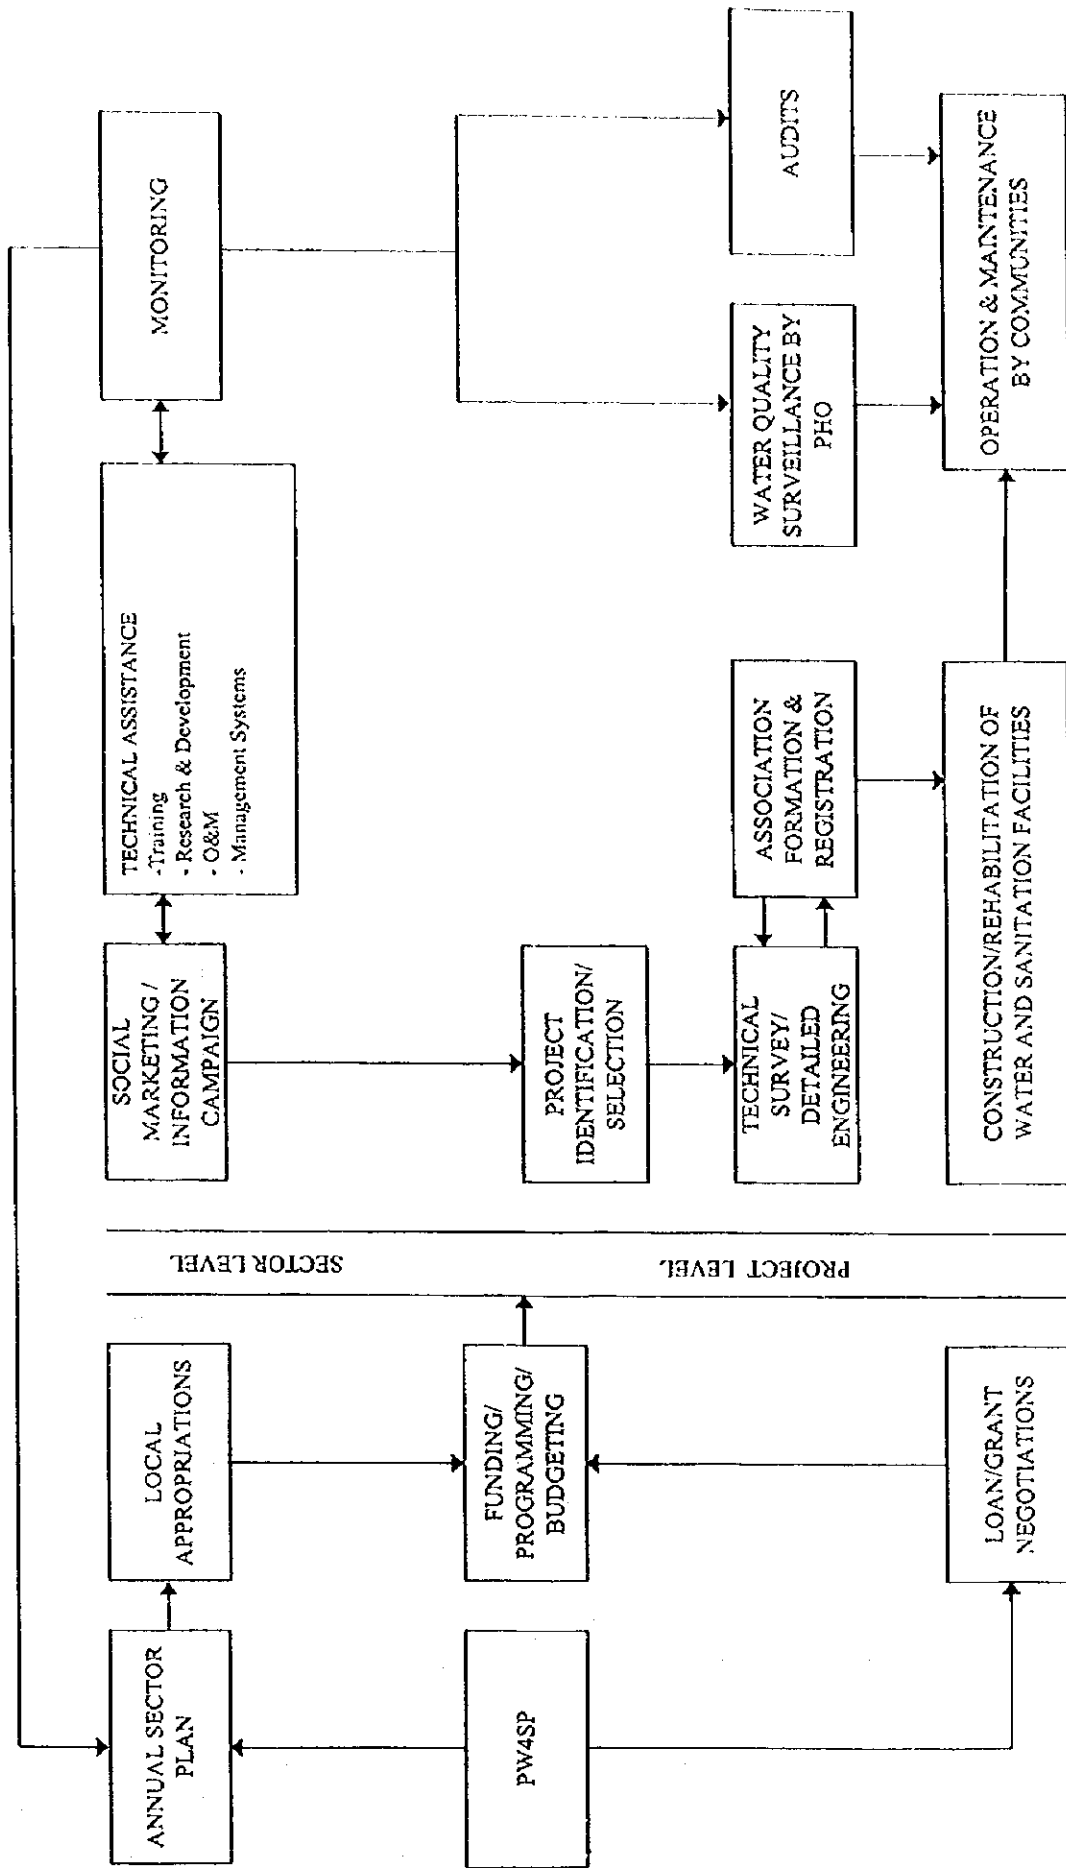 ANNUAL SECTOR
PLAN
LOCAL
APPROPRIATIONS
PW4SP
FUNDING/
PROGRAMMING/
BUDGETING
LOAN/GRANT
NEGOTIATIONS
SECTOR LEVEL
PROJECT LEVEL
SOCIAL
MARKETING /
INFORMATION
CAMPAIGN
TECHNICAL ASSISTANCE
-Training
- Research & Development
- O&M
- Management Systems
MONITORING
PROJECT
IDENTIFICATION/
SELECTION
TECHNICAL
SURVEY/
DETAILED
ENGINEERING
ASSOCIATION
FORMATION &
REGISTRATION
WATER QUALITY
SURVEILLANCE BY
PHO
AUDITS
CONSTRUCTION/REHABILITATION OF
WATER AND SANITATION FACILITIES
OPERATION & MAINTENANCE
BY COMMUNITIES